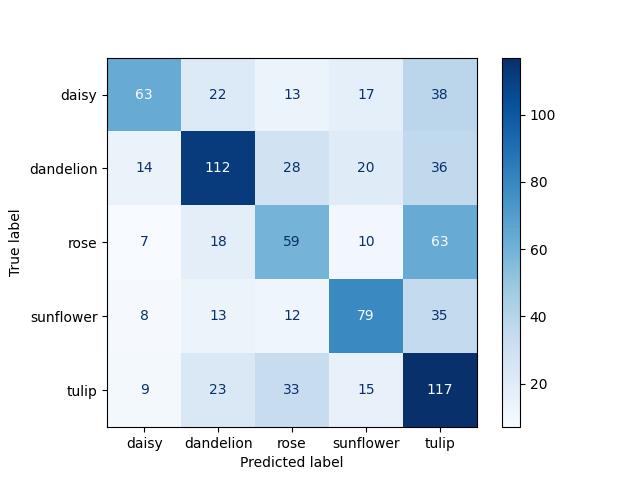 daisy 63 22 13 17 38
dandelion 14 112 28 20 36
rose 7 18 59 10 63
sunflower 8 13 12 79 35
tulip 9 23 33 15 117
daisy dandelion rose sunflower tulip
Predicted label
True label
100
80
60
40
20